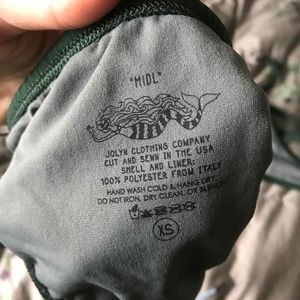 "MIDL"
JOLYN CLOTHING COMPANY
CUT AND SEWN IN THE USA
SHELL AND LINER:
100% POLYESTER FROM ITALY
HAND WASH COLD & HANG DRY
DO NOT IRON, DRY CLEAN, OR BLEACH
XS